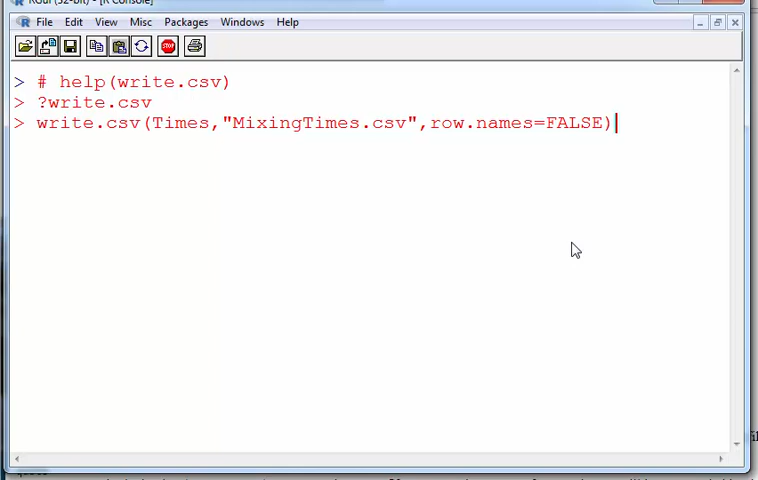 RGui (32-bit) - [R Console]
File Edit View Misc Packages Windows Help
STOP
> # help(write.csv)
> ?write.csv
> write.csv(Times,"MixingTimes.csv",row.names=FALSE)